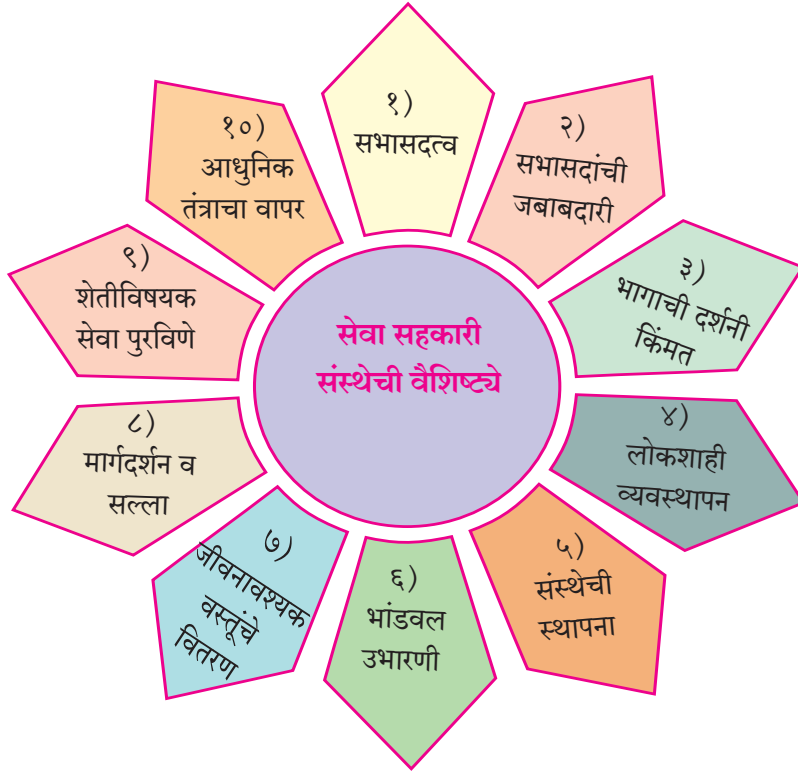 सेवा सहकारी
संस्थेची वैशिष्ट्ये
१)
सभासदत्व
२)
सभासदांची
जबाबदारी
३)
भागाची दर्शनी
किंमत
४)
लोकशाही
व्यवस्थापन
५)
संस्थेची
स्थापना
६)
भांडवल
उभारणी
७)
जीवनावश्यक
वस्तूंचे
वितरण
८)
मार्गदर्शन व
सल्ला
९)
शेतीविषयक
सेवा पुरविणे
१०)
आधुनिक
तंत्राचा वापर